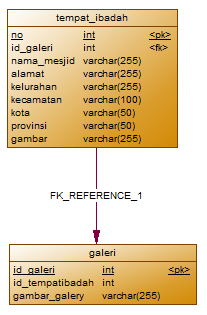 tempat_ibadah
no int <pk>
id_galeri int <fk>
nama_mesjid varchar(255)
alamat varchar(255)
kelurahan varchar(255)
kecamatan varchar(100)
kota varchar(50)
provinsi varchar(50)
gambar varchar(255)
FK_REFERENCE_1
galeri
id_galeri int <pk>
id_tempatibadah int
gambar_galery varchar(255)